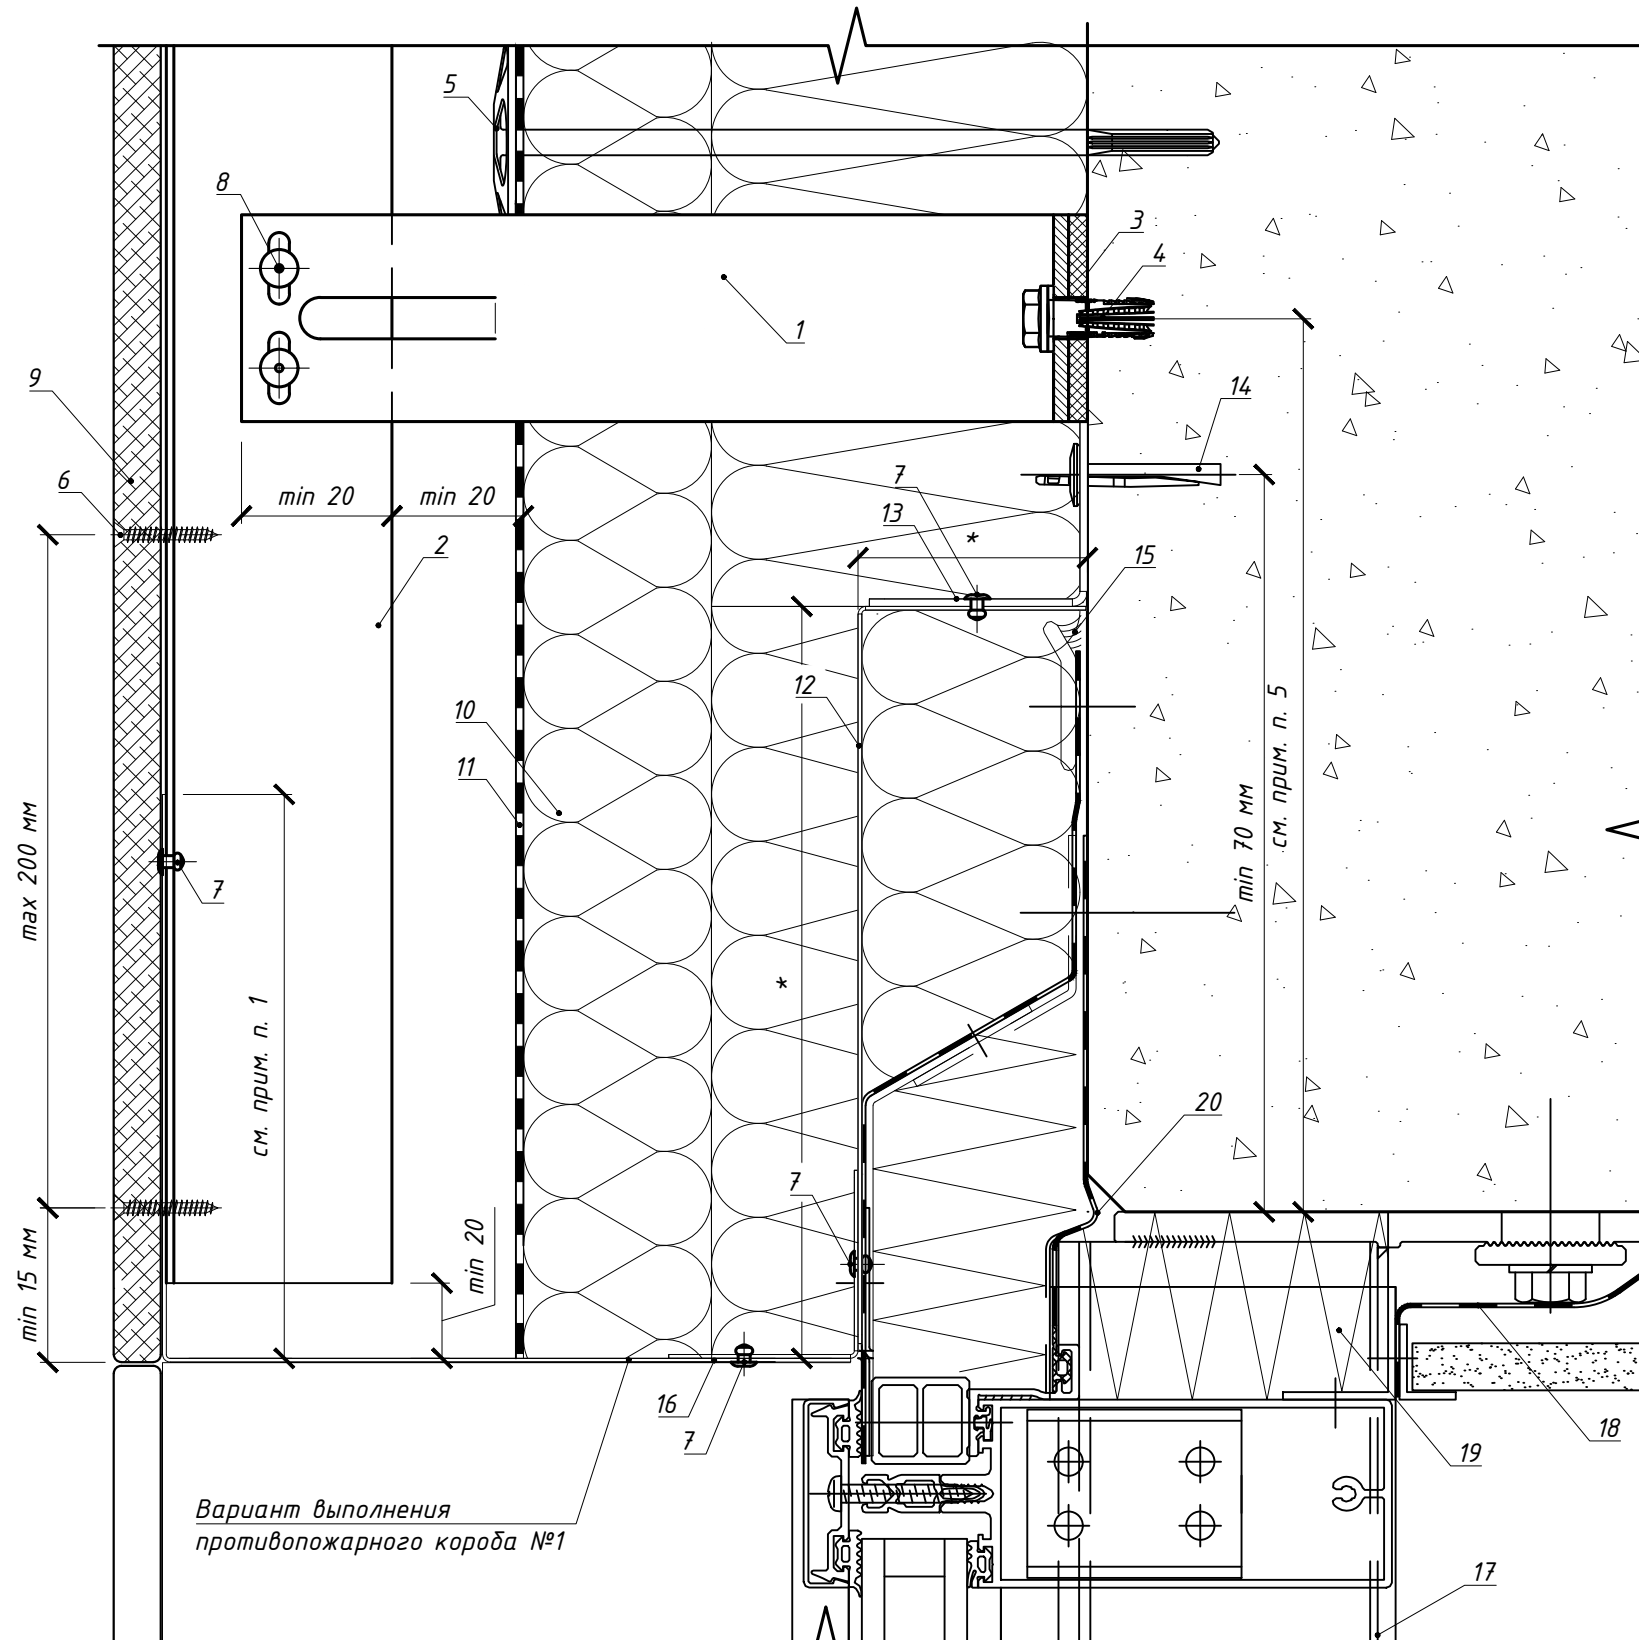 5
8
3
4
1
9
14
6
min 20
min 20
7
13
*
15
2
12
10
11
max 200 мм
min 70 мм
см. прим. п. 5
7
*
см. прим. п. 1
20
7
min 20
min 15 мм
16
7
18
19
Вариант выполнения
противопожарного короба №1
17